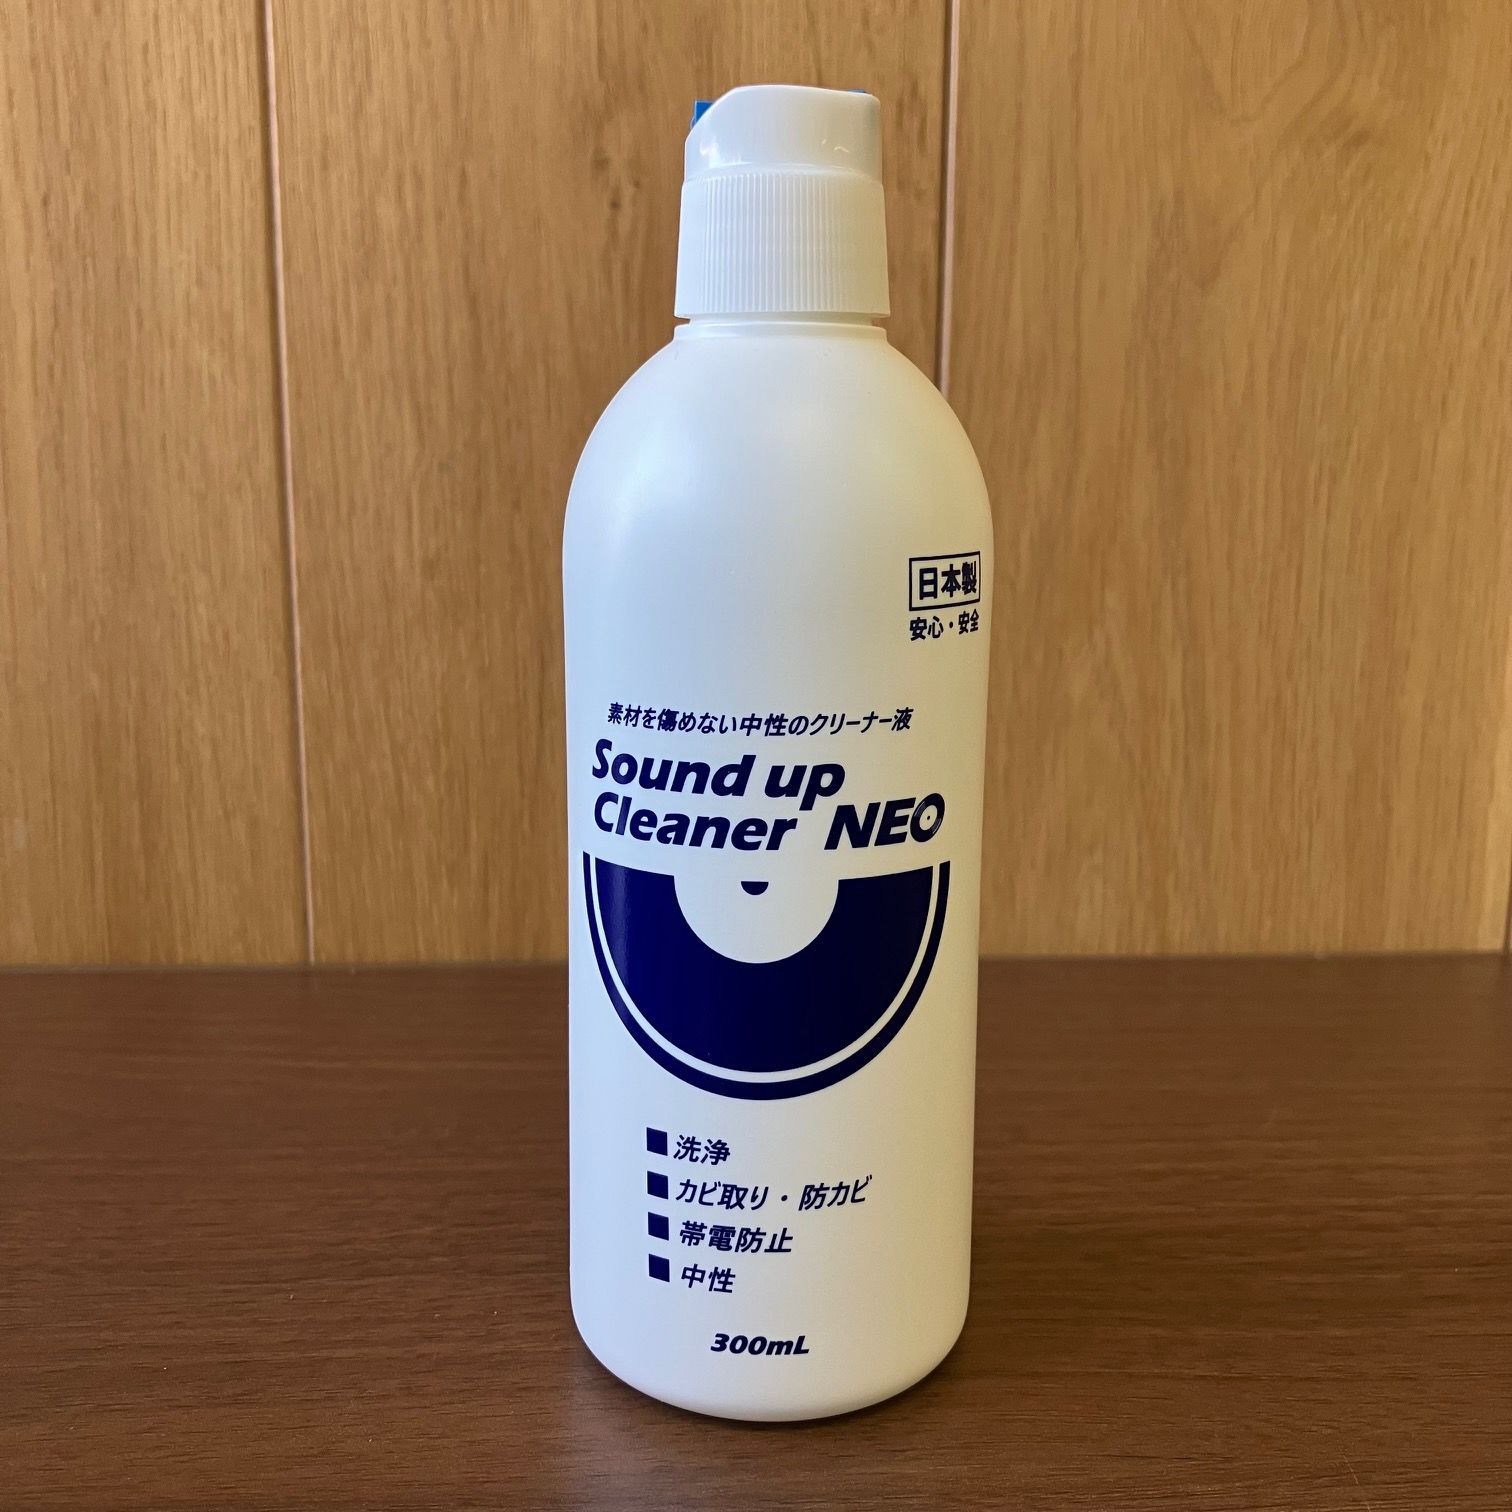 日本製
安心・安全
素材を傷めない中性のクリーナー液
Sound up
Cleaner NEO
■ 洗浄
■ カビ取り・防カビ
■ 帯電防止
■ 中性
300mL